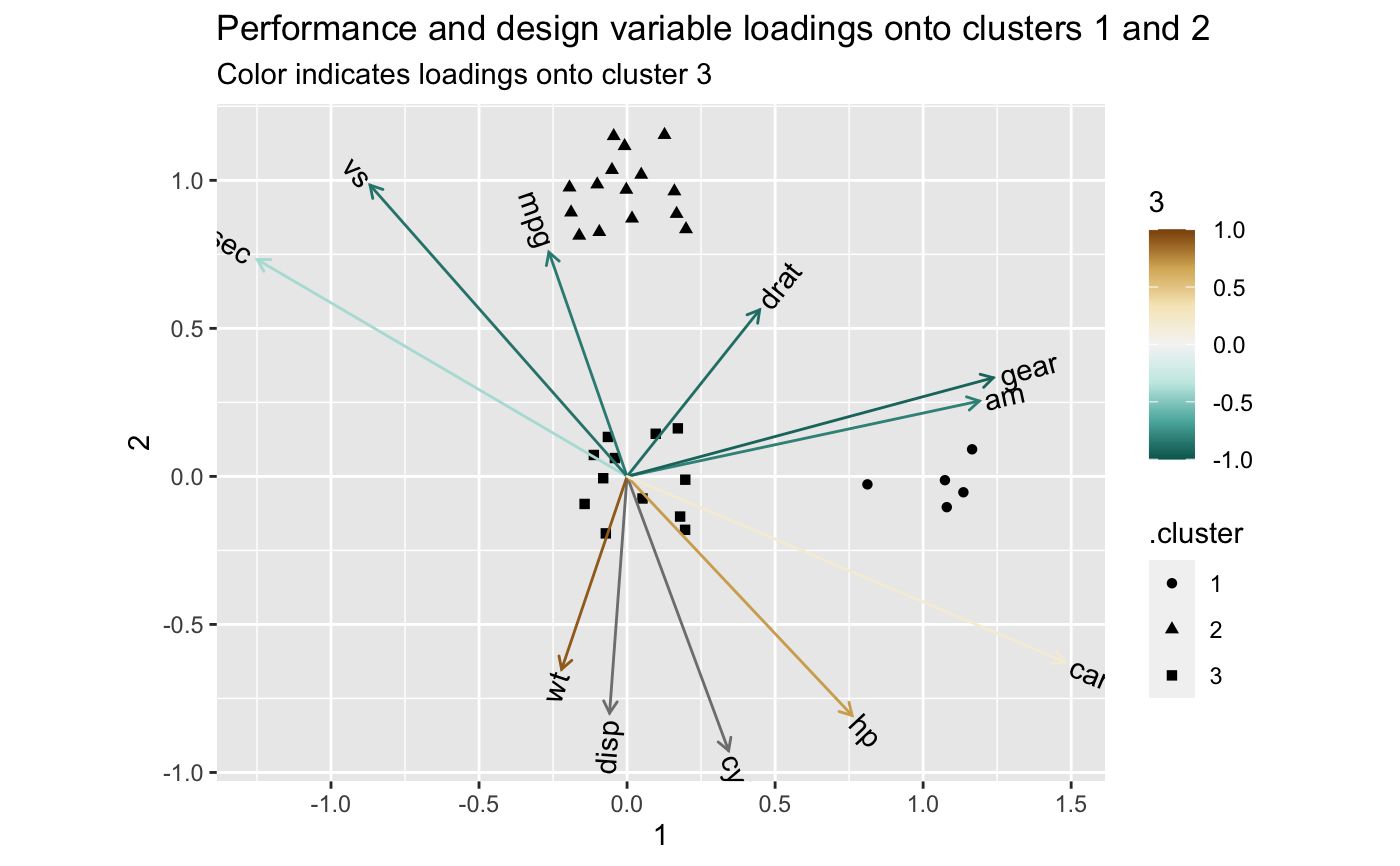 Performance and design variable loadings onto clusters 1 and 2
Color indicates loadings onto cluster 3
vs
mpg
sec
drat
gear
am
wt
disp
cy
hp
car
1.0
0.5
0.0
-0.5
-1.0
2
-1.0
-0.5
0.0
0.5
1.0
1.5
1
3
1.0
0.5
0.0
-0.5
-1.0
.cluster
1
2
3